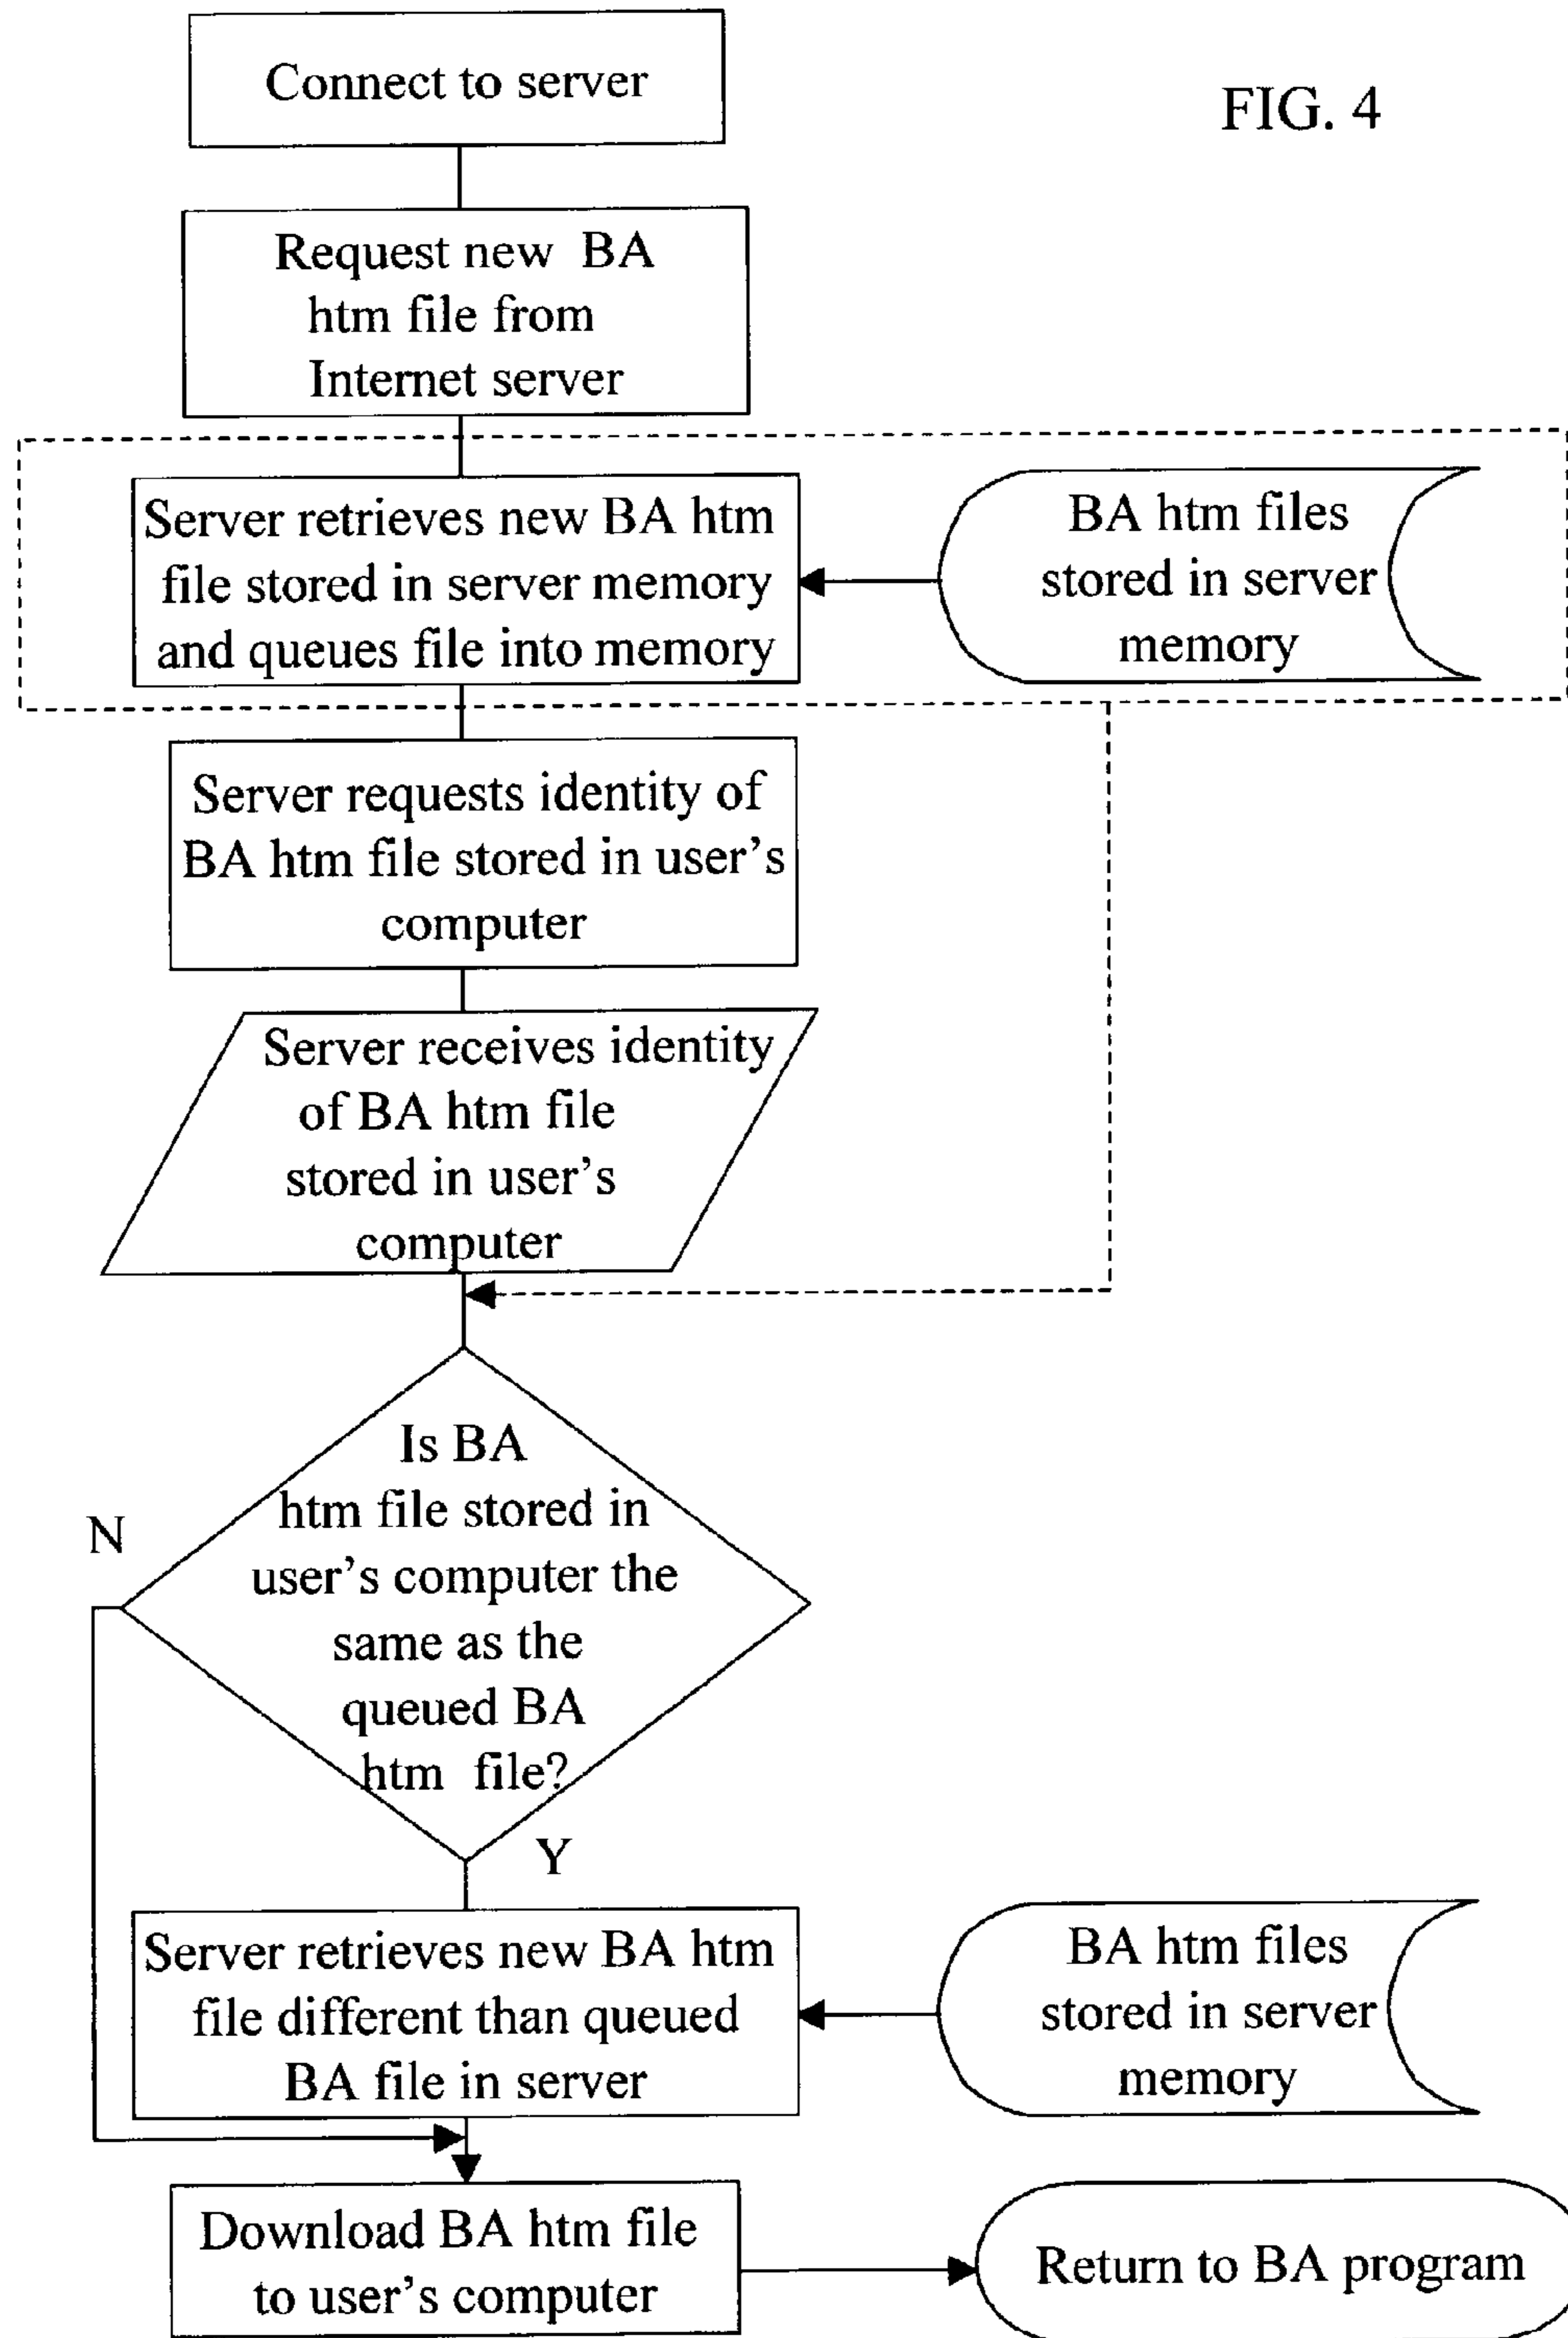 FIG. 4
Connect to server
Request new BA
htm file from
Internet server
Server retrieves new BA htm
file stored in server memory
and queues file into memory
BA htm files
stored in server
memory
Server requests identity of
BA htm file stored in user's
computer
Server receives identity
of BA htm file
stored in user's
computer
Is BA
htm file stored in
user's computer the
same as the
queued BA
htm file?
N
Y
Server retrieves new BA htm
file different than queued
BA file in server
BA htm files
stored in server
memory
Download BA htm file
to user's computer
Return to BA program